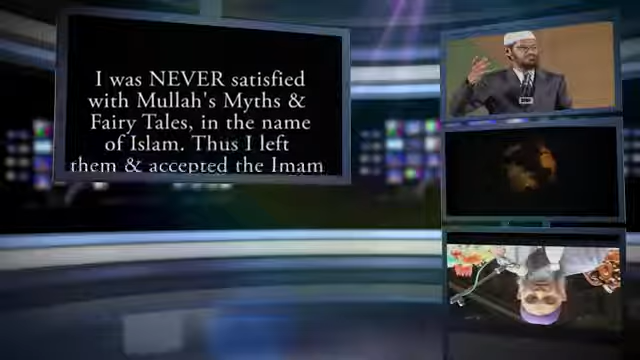 I was NEVER satisfied
with Mullah's Myths &
Fairy Tales, in the name
of Islam. Thus I left
them & accepted the Imam